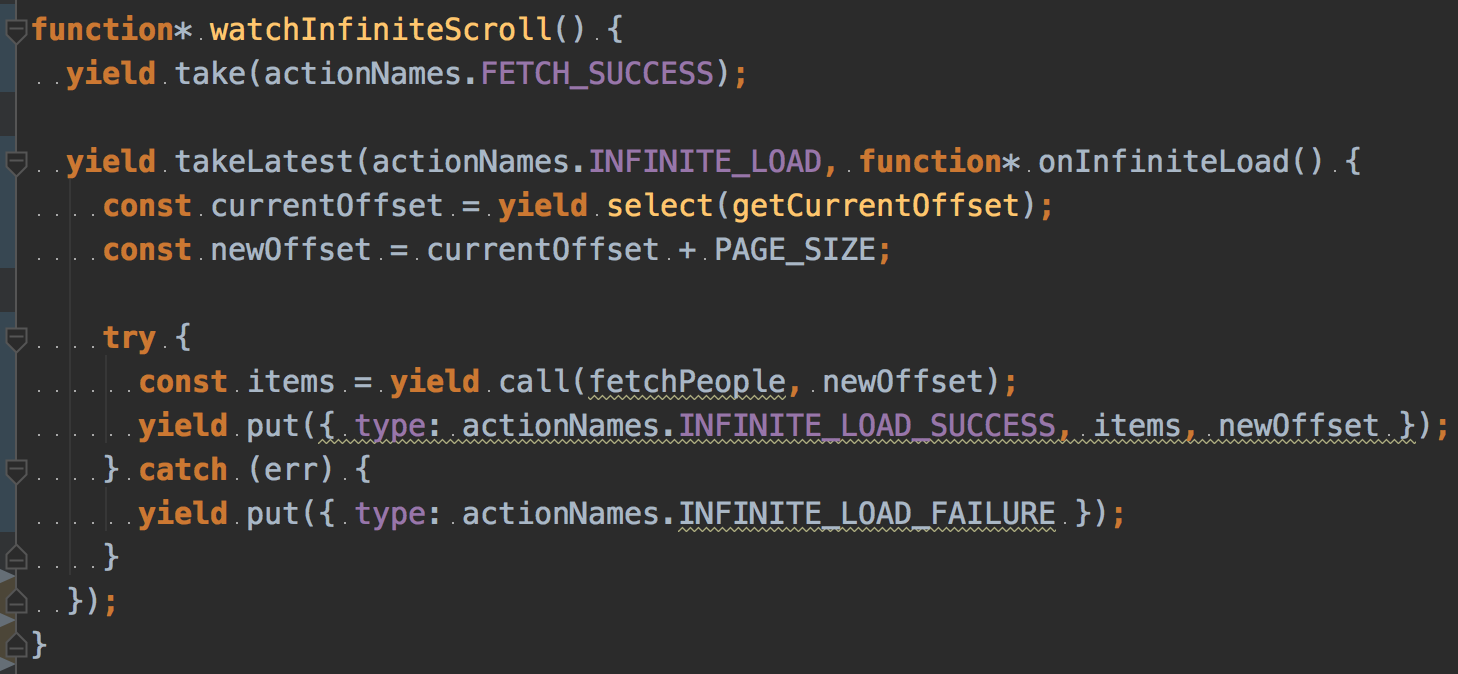 function* watchInfiniteScroll() {
  yield take(actionNames.FETCH_SUCCESS);

  yield takeLatest(actionNames.INFINITE_LOAD, function* onInfiniteLoad() {
    const currentOffset = yield select(getCurrentOffset);
    const newOffset = currentOffset + PAGE_SIZE;

    try {
      const items = yield call(fetchPeople, newOffset);
      yield put({ type: actionNames.INFINITE_LOAD_SUCCESS, items, newOffset });
    } catch (err) {
      yield put({ type: actionNames.INFINITE_LOAD_FAILURE });
    }
  });
}